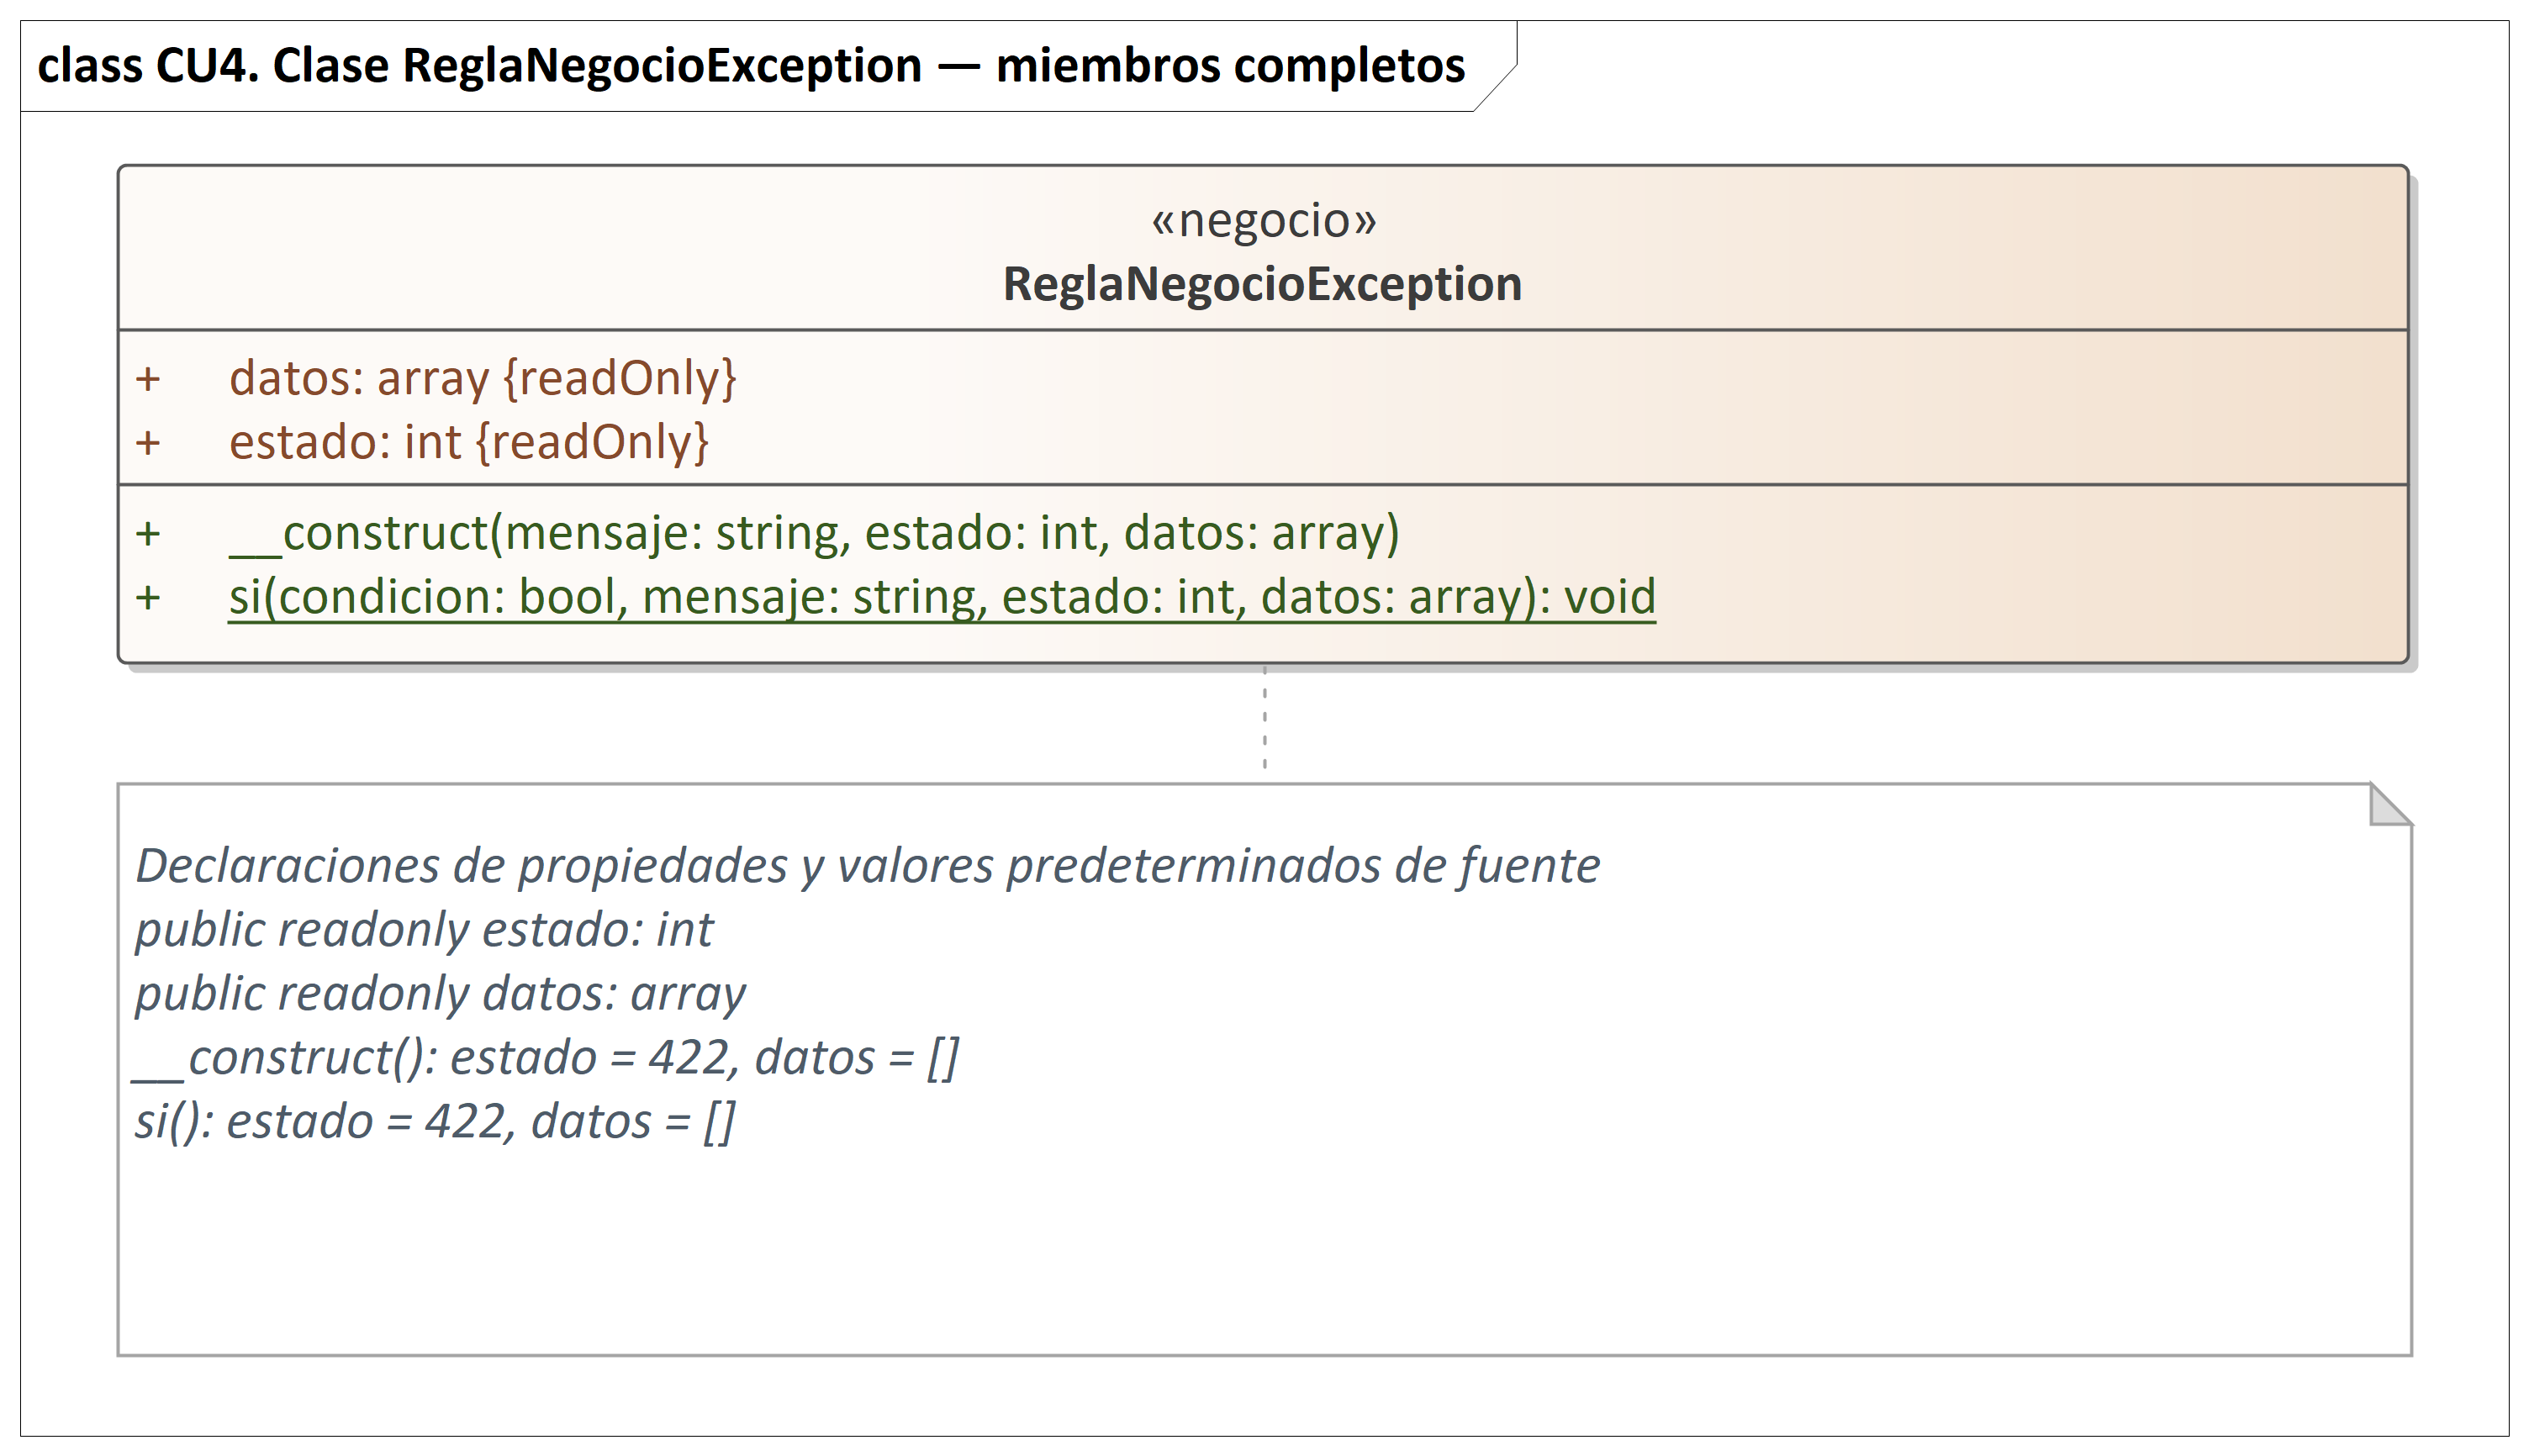 class CU4. Clase ReglaNegocioException — miembros completos
«negocio»
ReglaNegocioException
+ datos: array {readOnly}
+ estado: int {readOnly}
+ __construct(mensaje: string, estado: int, datos: array)
+ si(condicion: bool, mensaje: string, estado: int, datos: array): void
Declaraciones de propiedades y valores predeterminados de fuente
public readonly estado: int
public readonly datos: array
__construct(): estado = 422, datos = []
si(): estado = 422, datos = []